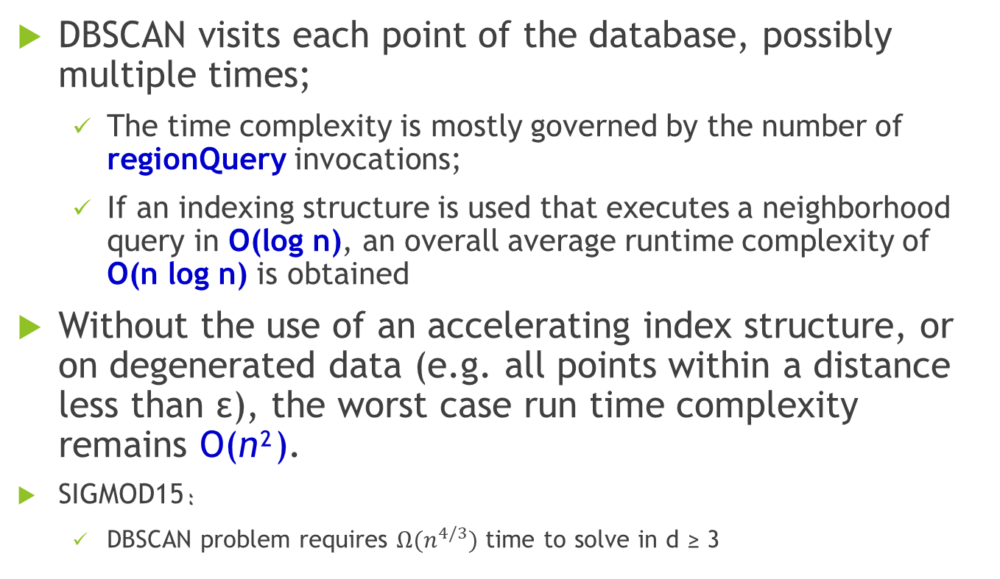 DBSCAN visits each point of the database, possibly
multiple times;
The time complexity is mostly governed by the number of
regionQuery invocations;
If an indexing structure is used that executes a neighborhood
query in O(log n), an overall average runtime complexity of
O(n log n) is obtained
Without the use of an accelerating index structure, or
on degenerated data (e.g. all points within a distance
less than ε), the worst case run time complexity
remains O(n²).
SIGMOD15:
DBSCAN problem requires Ω(n^{4/3}) time to solve in d ≥ 3